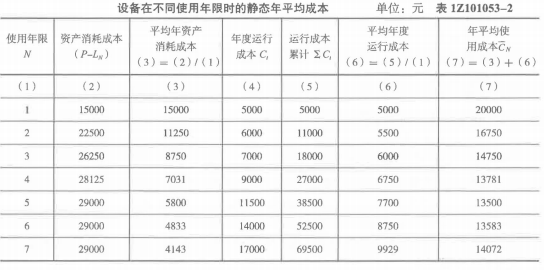 设备在不同使用年限时的静态年平均成本 单位：元 表 1Z101053-2
使用年限 N 资产消耗成本 (P-L_N) 平均年资产消耗成本 (3)=(2)/(1) 年度运行成本 C_t 运行成本累计 ΣC_t 平均年度运行成本 (6)=(5)/(1) 年平均使用成本 C̄_N (7)=(3)+(6)
(1) (2) (3) (4) (5) (6) (7)
1 15000 15000 5000 5000 5000 20000
2 22500 11250 6000 11000 5500 16750
3 26250 8750 7000 18000 6000 14750
4 28125 7031 9000 27000 6750 13781
5 29000 5800 11500 38500 7700 13500
6 29000 4833 14000 52500 8750 13583
7 29000 4143 17000 69500 9929 14072